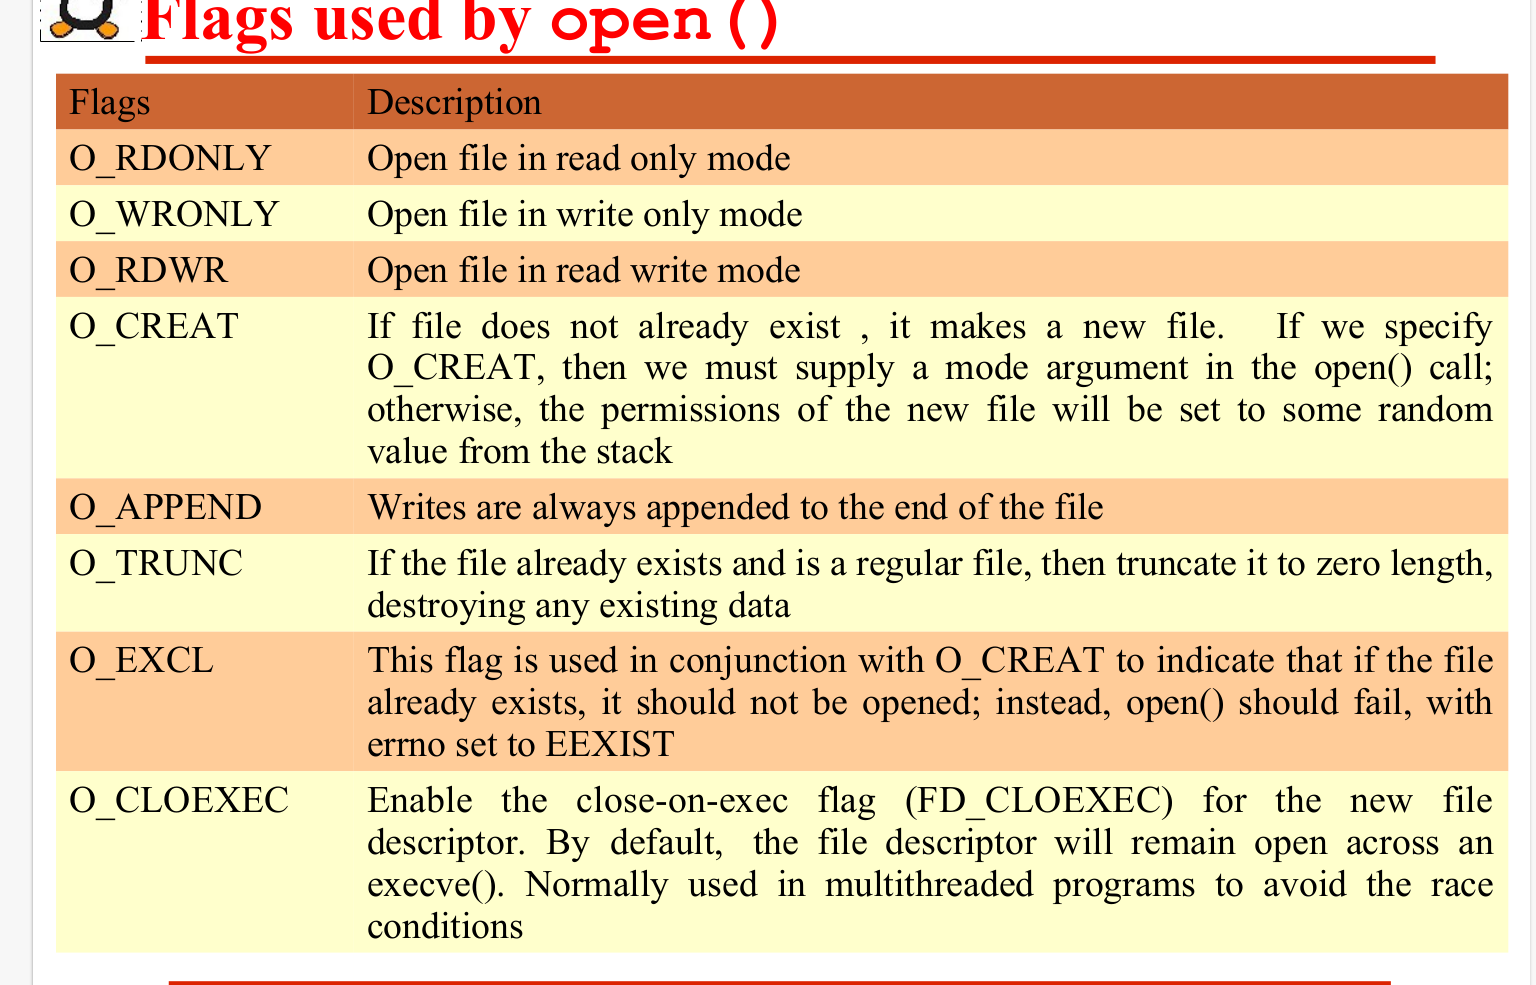 Flags used by open()
Flags Description
O_RDONLY Open file in read only mode
O_WRONLY Open file in write only mode
O_RDWR Open file in read write mode
O_CREAT If file does not already exist , it makes a new file. If we specify
O_CREAT, then we must supply a mode argument in the open() call;
otherwise, the permissions of the new file will be set to some random
value from the stack
O_APPEND Writes are always appended to the end of the file
O_TRUNC If the file already exists and is a regular file, then truncate it to zero length,
destroying any existing data
O_EXCL This flag is used in conjunction with O_CREAT to indicate that if the file
already exists, it should not be opened; instead, open() should fail, with
errno set to EEXIST
O_CLOEXEC Enable the close-on-exec flag (FD_CLOEXEC) for the new file
descriptor. By default, the file descriptor will remain open across an
execve(). Normally used in multithreaded programs to avoid the race
conditions